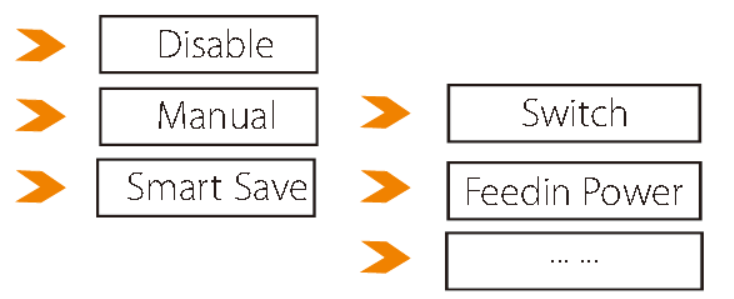 Disable
Manual
Smart Save
Switch
Feedin Power
... ...